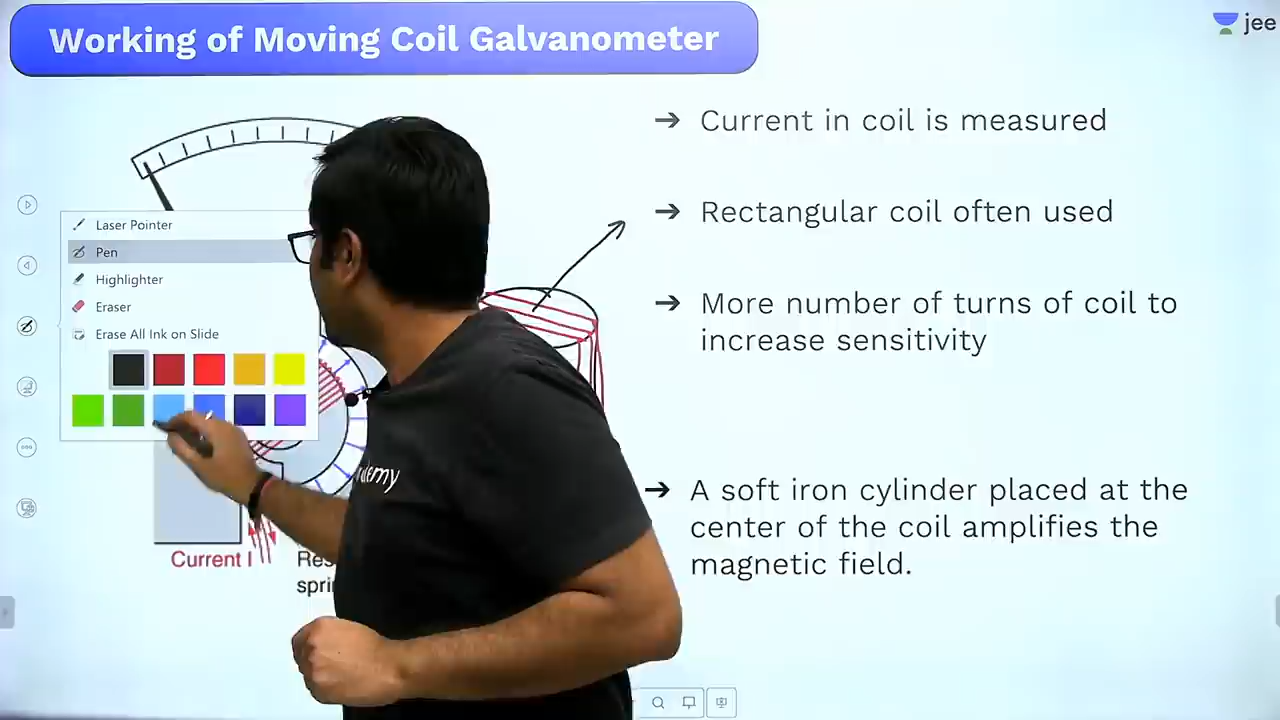 Working of Moving Coil Galvanometer
jee
→ Current in coil is measured
→ Rectangular coil often used
→ More number of turns of coil to
increase sensitivity
→ A soft iron cylinder placed at the
center of the coil amplifies the
magnetic field.
Laser Pointer
Pen
Highlighter
Eraser
Erase All Ink on Slide
Current I